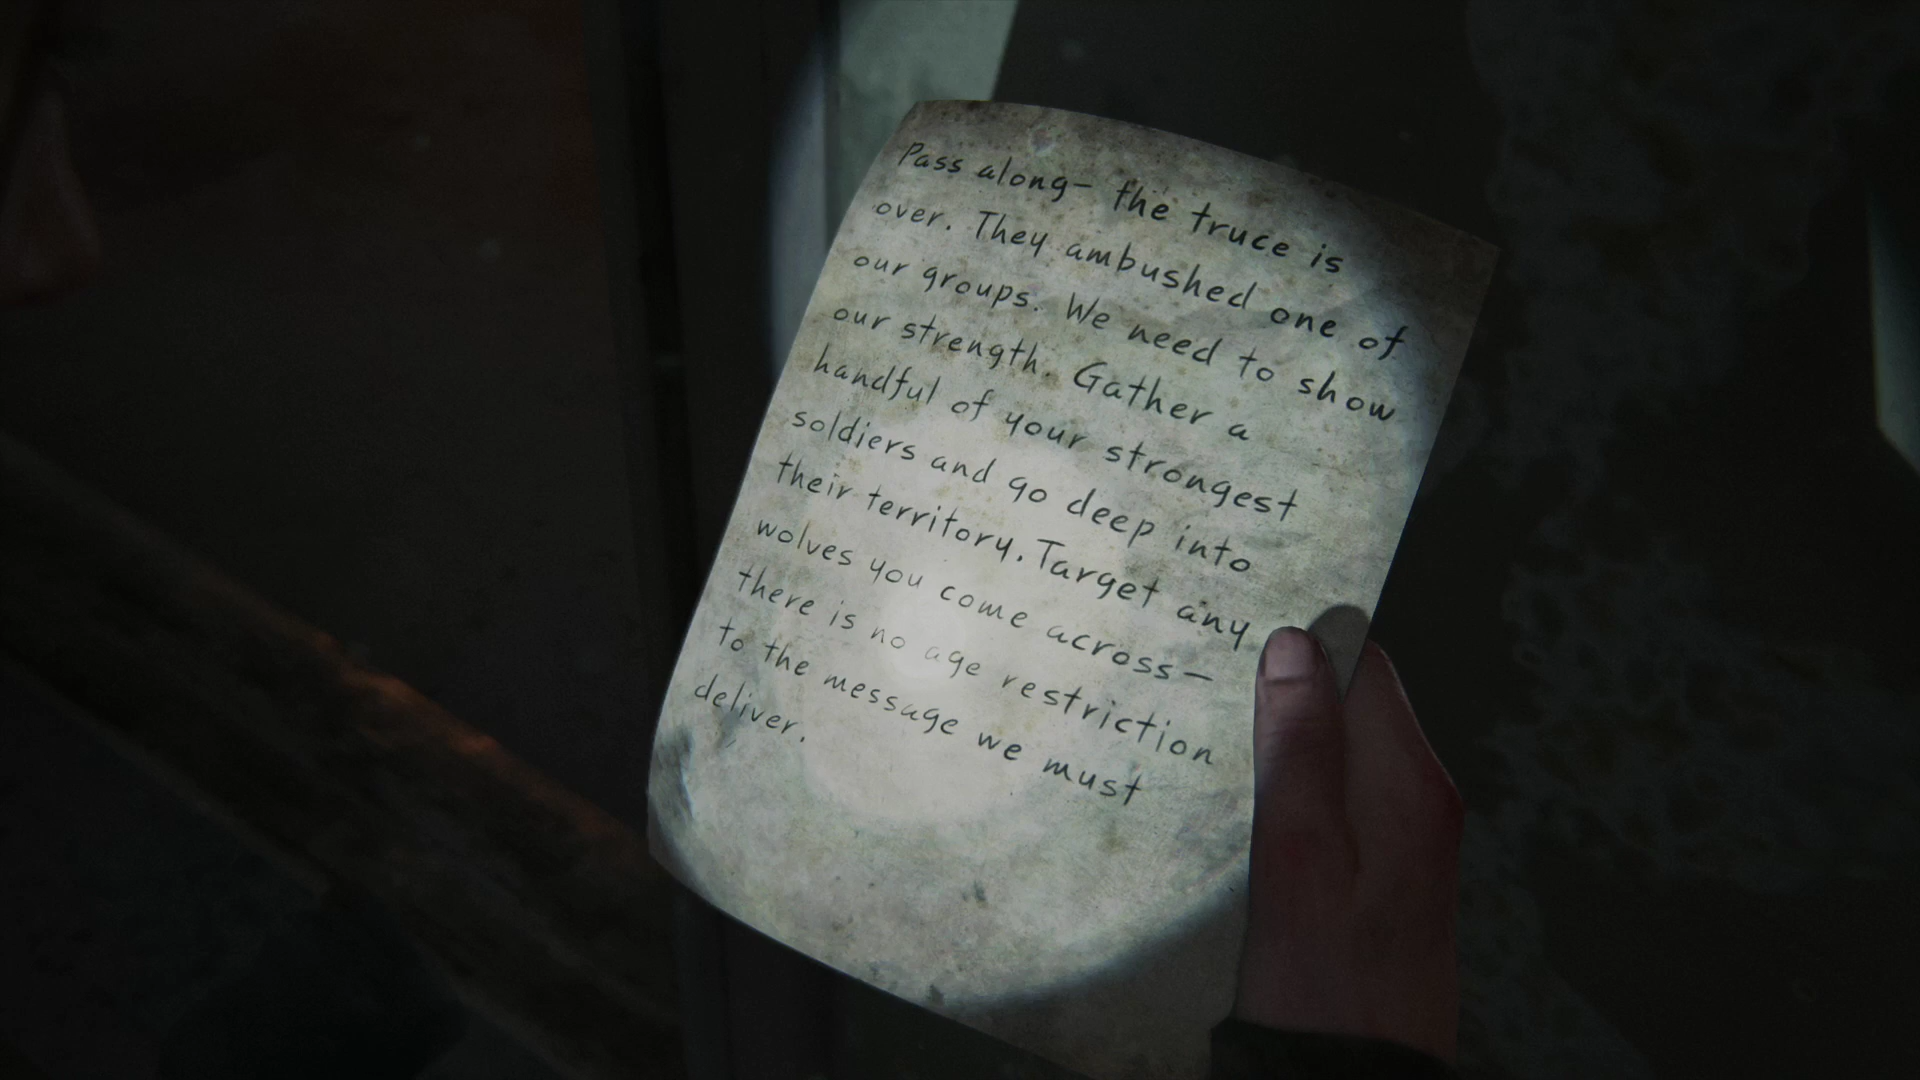 Pass along- the truce is
over. They ambushed one of
our groups. We need to show
our strength. Gather a
handful of your strongest
soldiers and go deep into
their territory. Target any
wolves you come across-
there is no age restriction
to the message we must
deliver.